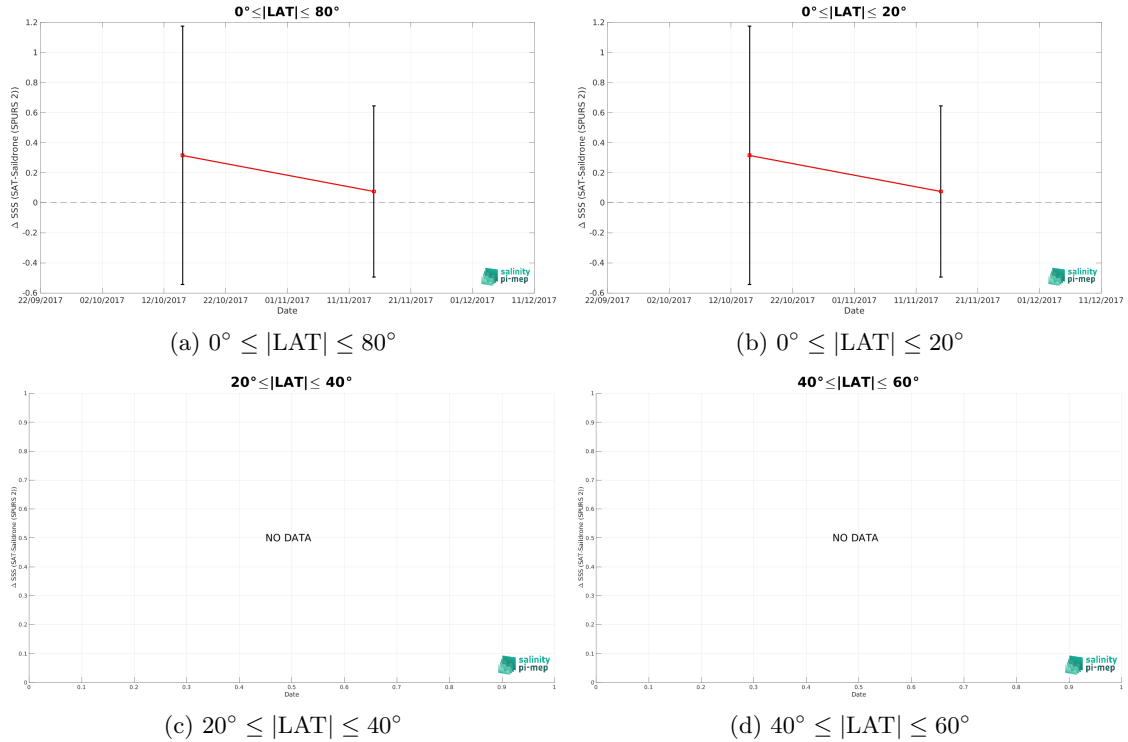 0°≤|LAT|≤ 80°
Δ SSS (SAT-Saildrone (SPURS 2))
1.2
1
0.8
0.6
0.4
0.2
0
-0.2
-0.4
-0.6
22/09/2017 02/10/2017 12/10/2017 22/10/2017 01/11/2017 11/11/2017 21/11/2017 01/12/2017 11/12/2017
Date
salinity
pi-mep
(a) 0° ≤ |LAT| ≤ 80°
0°≤|LAT|≤ 20°
Δ SSS (SAT-Saildrone (SPURS 2))
1.2
1
0.8
0.6
0.4
0.2
0
-0.2
-0.4
-0.6
22/09/2017 02/10/2017 12/10/2017 22/10/2017 01/11/2017 11/11/2017 21/11/2017 01/12/2017 11/12/2017
Date
salinity
pi-mep
(b) 0° ≤ |LAT| ≤ 20°
20°≤|LAT|≤ 40°
Δ SSS (SAT-Saildrone (SPURS 2))
1
0.9
0.8
0.7
0.6
0.5
0.4
0.3
0.2
0.1
0
NO DATA
0 0.1 0.2 0.3 0.4 0.5 0.6 0.7 0.8 0.9 1
Date
salinity
pi-mep
(c) 20° ≤ |LAT| ≤ 40°
40°≤|LAT|≤ 60°
Δ SSS (SAT-Saildrone (SPURS 2))
1
0.9
0.8
0.7
0.6
0.5
0.4
0.3
0.2
0.1
0
NO DATA
0 0.1 0.2 0.3 0.4 0.5 0.6 0.7 0.8 0.9 1
Date
salinity
pi-mep
(d) 40° ≤ |LAT| ≤ 60°